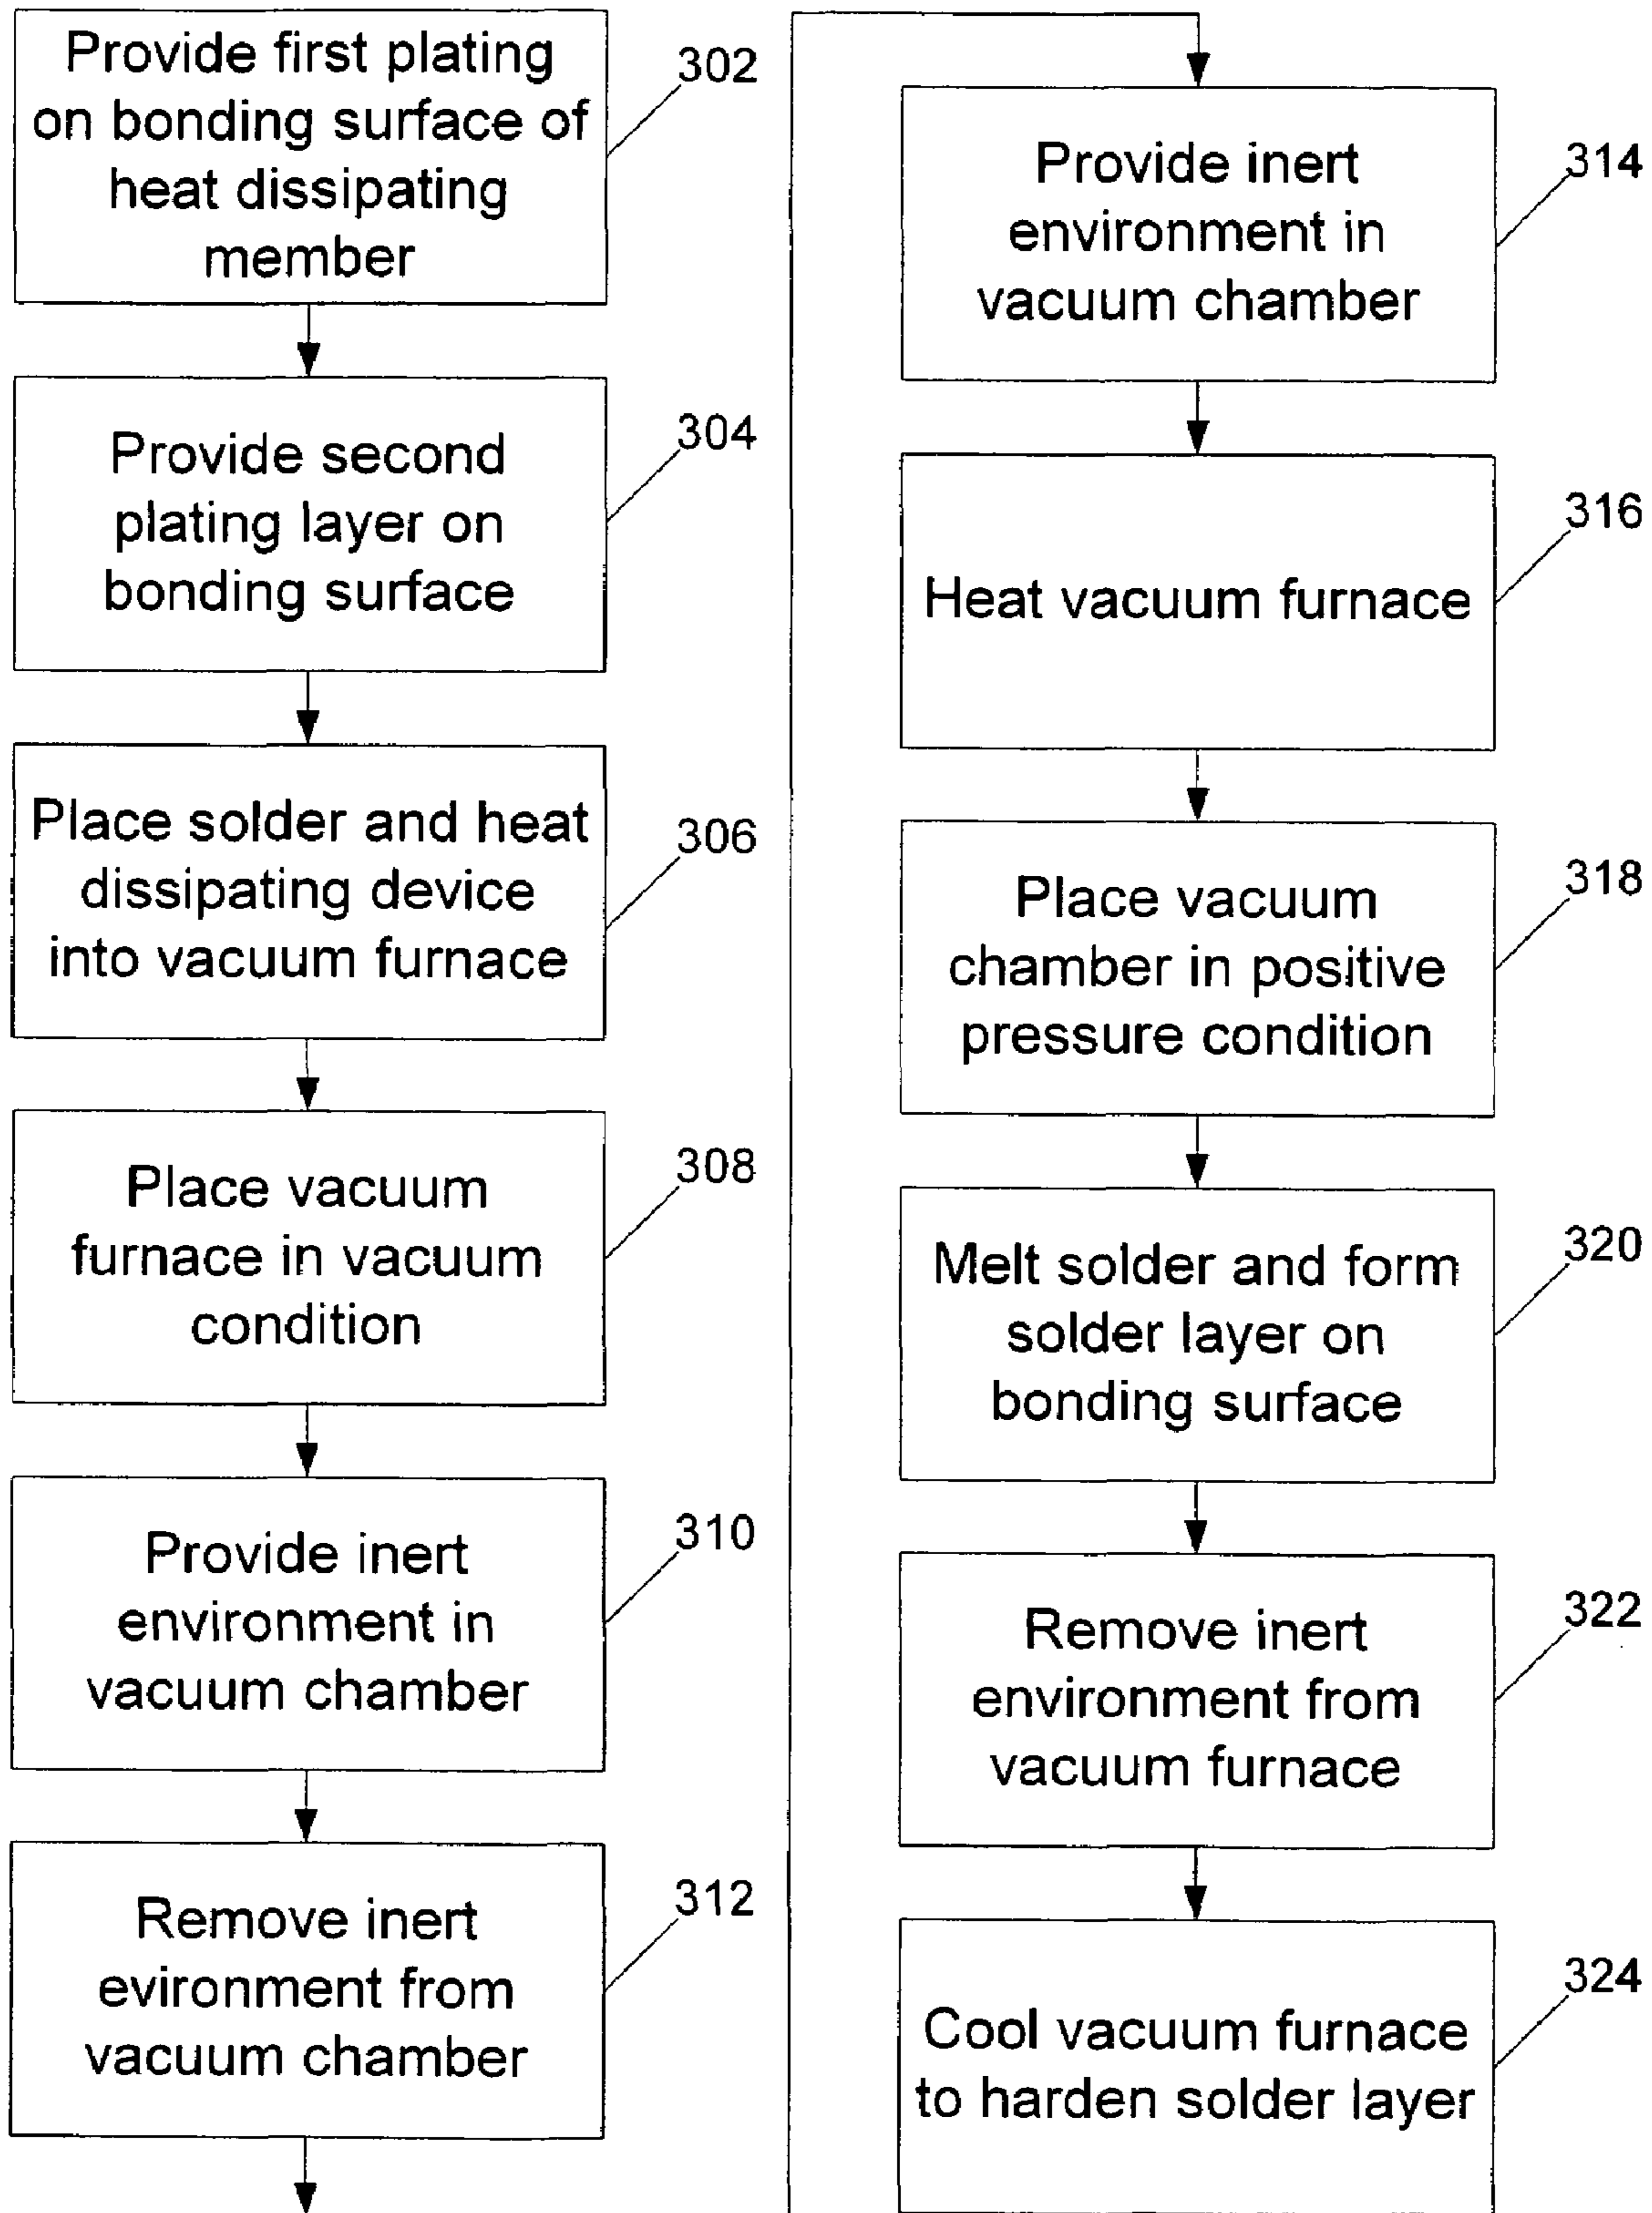 Provide first plating
on bonding surface of
heat dissipating
member
302
Provide second
plating layer on
bonding surface
304
Place solder and heat
dissipating device
into vacuum furnace
306
Place vacuum
furnace in vacuum
condition
308
Provide inert
environment in
vacuum chamber
310
Remove inert
evironment from
vacuum chamber
312
Provide inert
environment in
vacuum chamber
314
Heat vacuum furnace
316
Place vacuum
chamber in positive
pressure condition
318
Melt solder and form
solder layer on
bonding surface
320
Remove inert
environment from
vacuum furnace
322
Cool vacuum furnace
to harden solder layer
324